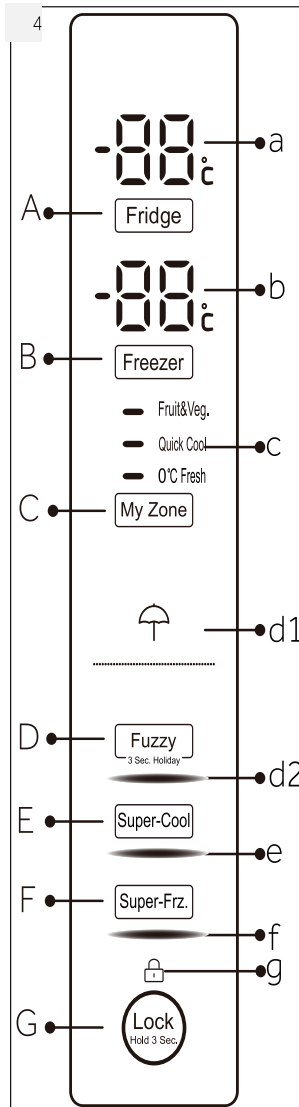 4
-88°c
a
A
Fridge
-88°c
b
B
Freezer
Fruit&Veg.
Quick Cool
c
0°C Fresh
C
My Zone
d1
D
Fuzzy
3 Sec. Holiday
d2
E
Super-Cool
e
F
Super-Frz.
f
g
G
Lock
Hold 3 Sec.